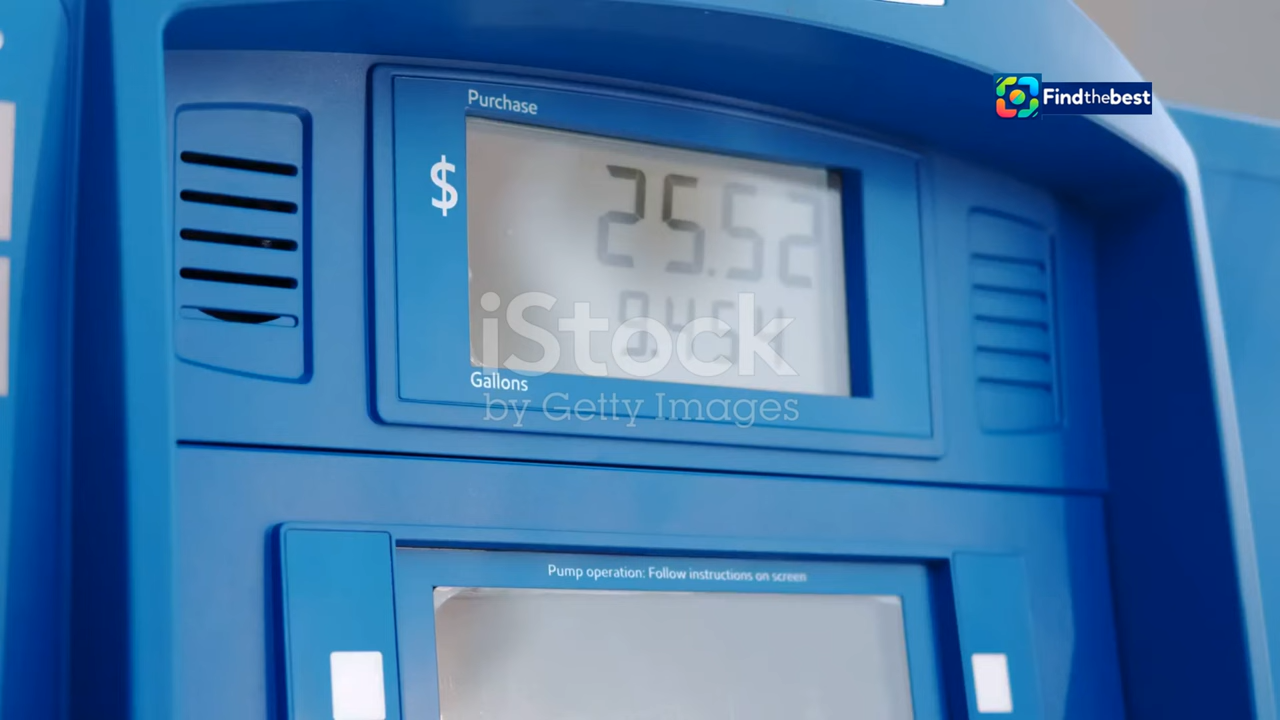 Findthebest
Purchase
$
25.52
iStock
Gallons
by Getty Images
Pump operation: Follow instructions on screen